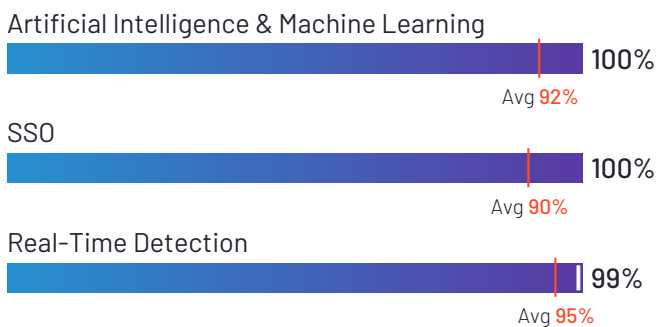 Artificial Intelligence & Machine Learning
100%
Avg 92%
SSO
100%
Avg 90%
Real-Time Detection
99%
Avg 95%